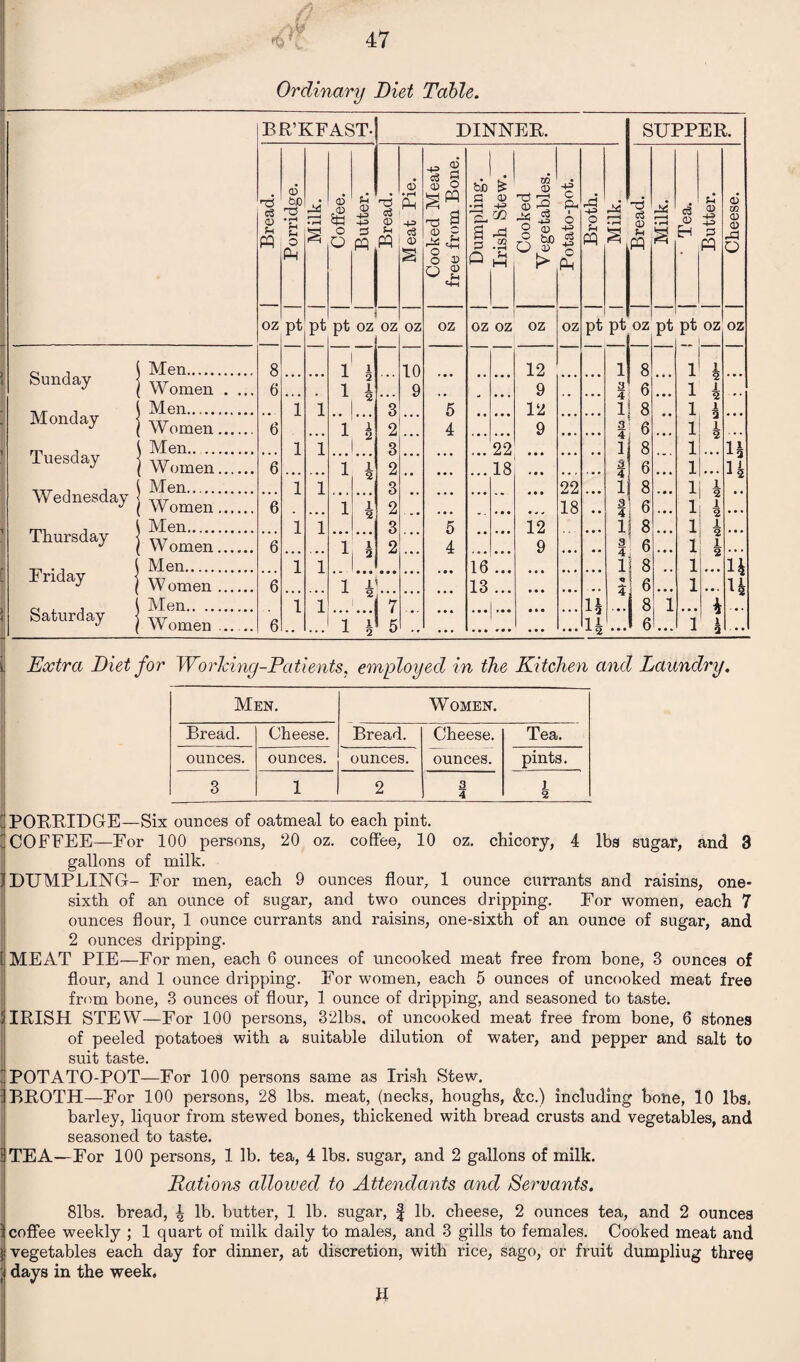 47
Ordinary Diet Table.
BR’KFAST. DINNER. SUPPER.
Bread. Porridge. Milk. Coffee. Butter. Bread. Meat Pie. Cooked Meat free from Bone. Dumpling. Irish Stew. Cooked Vegetables. Potato-pot. Broth. Milk. Bread. Milk. Tea. Butter. Cheese.
oz pt pt pt oz oz oz oz oz oz oz oz pt pt oz pt pt oz oz
Sunday { Men 8 ... ... 1 ½ ... 10 ... ... ... 12 ... ... 1 8 ... 1 ½ ...
{ Women 6 ... ... 1 ½ ... 9 ... ... ... 9 ... ... ¾ 6 ... 1 ½ ...
Monday { Men ... 1 1 ... ... 3 ... 5 ... ... 12 ... ... 1 8 ... 1 ½ ...
{ Women 6 ... ... 1 ½ 2 ... 4 ... ... 9 ... ... ¾ 6 ... 1 ½ ...
Tuesday { Men ... 1 1 ... ... 3 ... ... ... 22 ... ... ... 1 8 ... 1 ... 1½
{ Women 6 ... ... 1 ½ 2 ... ... ... 18 ... ... ... ¾ 6 ... 1 ... 1½
Wednesday { Men ... 1 1 ... ... 3 ... ... ... ... ... 22 ... 1 8 ... 1 ½ ...
{ Women 6 ... ... 1 ½ 2 ... ... ... ... ... 18 ... ¾ 6 ... 1 ½ ...
Thursday { Men ... 1 1 ... ... 3 ... 5 ... ... 12 ... ... 1 8 ... 1 ½ ...
{ Women 6 ... ... 1 ½ 2 ... 4 ... ... 9 ... ... ¾ 6 ... 1 ½ ...
Friday { Men ... 1 1 ... ... ... ... ... 16 ... ... ... ... 1 8 ... 1 ... 1½
{ Women 6 ... ... 1 ½ ... ... ... 13 ... ... ... ... ¾ 6 ... 1 ... 1½
Saturday { Men ... 1 1 ... ... 7 ... ... ... ... ... ... 1½ ... 8 1 ... ½ ...
{ Women 6 ... ... 1 ½ 5 ... ... ... ... ... ... 1½ ... 6 ... 1 ½ ...
Extra Diet for Working-Patients, employed in the Kitchen and Laundry.
MEN. WOMEN.
Bread. Cheese. Bread. Cheese. Tea.
ounces. ounces. ounces. ounces. pints.
3 1 2 ¾ ½
PORRIDGE—Six ounces of oatmeal to each pint.
COFFEE—For 100 persons, 20 oz. coffee, 10 oz. chicory, 4 lbs sugar, and 3
gallons of milk.
DUMPLING- For men, each 9 ounces flour, 1 ounce currants and raisins, one-
sixth of an ounce of sugar, and two ounces dripping. For women, each 7
ounces flour, 1 ounce currants and raisins, one-sixth of an ounce of sugar, and
2 ounces dripping.
MEAT PIE—For men, each 6 ounces of uncooked meat free from bone, 3 ounces of
flour, and 1 ounce dripping. For women, each 5 ounces of uncooked meat free
from bone, 3 ounces of flour, 1 ounce of dripping, and seasoned to taste.
IRISH STEW—For 100 persons, 32lbs. of uncooked meat free from bone, 6 stones
of peeled potatoes with a suitable dilution of water, and pepper and salt to
suit taste.
POTATO-POT—For 100 persons same as Irish Stew.
BROTH—For 100 persons, 28 lbs. meat, (necks, houghs, &c.) including bone, 10 lbs.
barley, liquor from stewed bones, thickened with bread crusts and vegetables, and
seasoned to taste.
TEA—For 100 persons, 1 lb. tea, 4 lbs. sugar, and 2 gallons of milk.
Rations allowed to Attendants and Servants.
8lbs. bread, ½ lb. butter, 1 lb. sugar, ¾ lb. cheese, 2 ounces tea, and 2 ounces
coffee weekly ; 1 quart of milk daily to males, and 3 gills to females. Cooked meat and
vegetables each day for dinner, at discretion, with rice, sago, or fruit dumpliug three
days in the week.
H